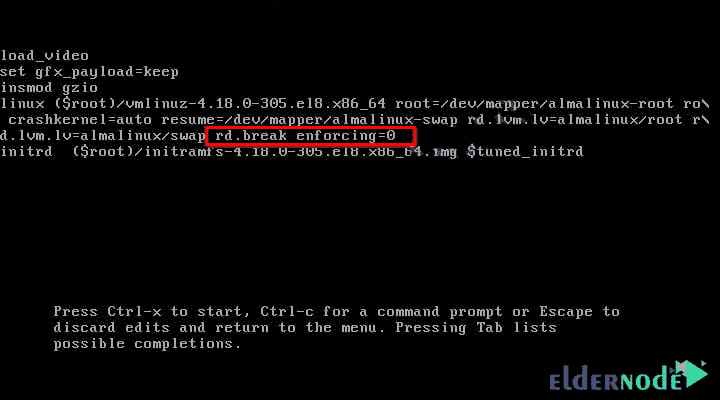 load_video
set gfx_payload=keep
insmod gzio
linux ($root)/vmlinuz-4.18.0-305.el8.x86_64 root=/dev/mapper/almalinux-root ro\
 crashkernel=auto resume=/dev/mapper/almalinux-swap rd.lvm.lv=almalinux/root r\
d.lvm.lv=almalinux/swap rd.break enforcing=0
initrd  ($root)/initramfs-4.18.0-305.el8.x86_64.img $tuned_initrd
Press Ctrl-x to start, Ctrl-c for a command prompt or Escape to
discard edits and return to the menu. Pressing Tab lists
possible completions.
ELDERNODE